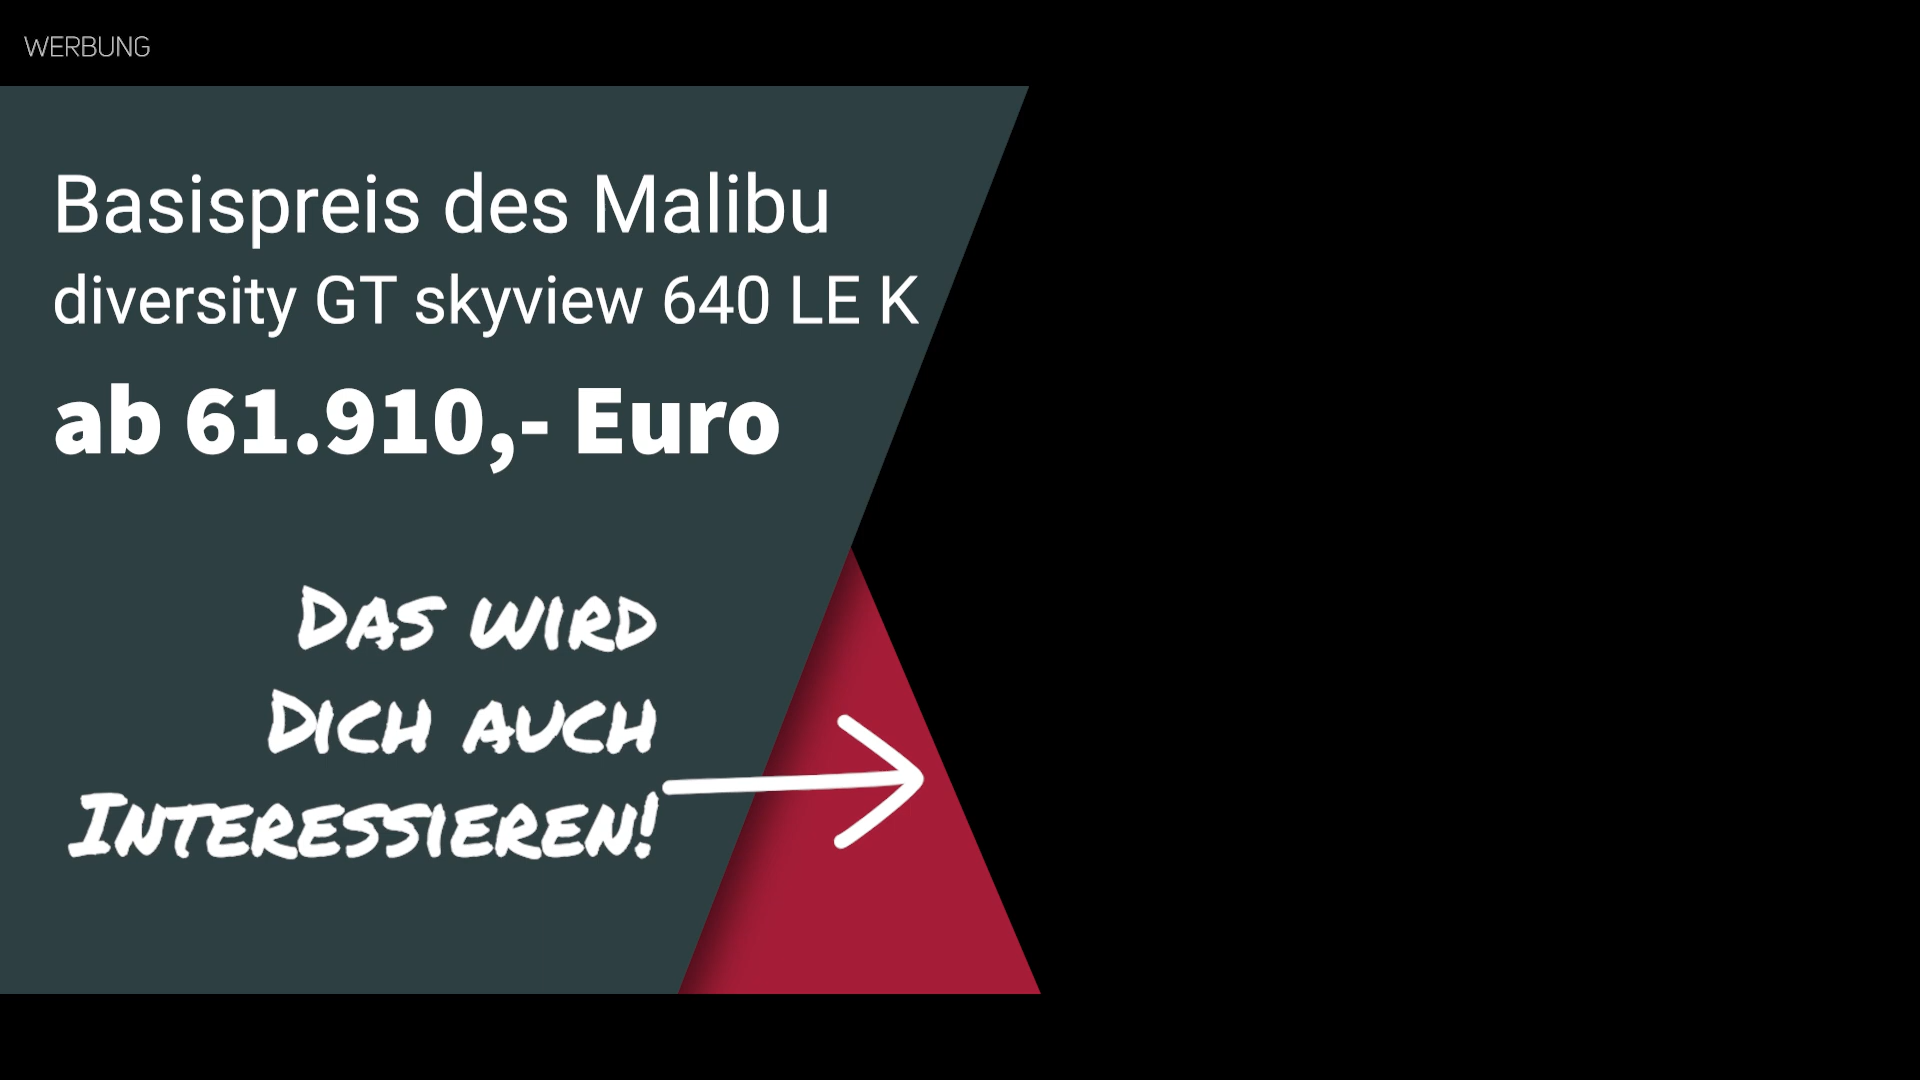 WERBUNG
Basispreis des Malibu
diversity GT skyview 640 LE K
ab 61.910,- Euro
Das wird
Dich auch
Interessieren!